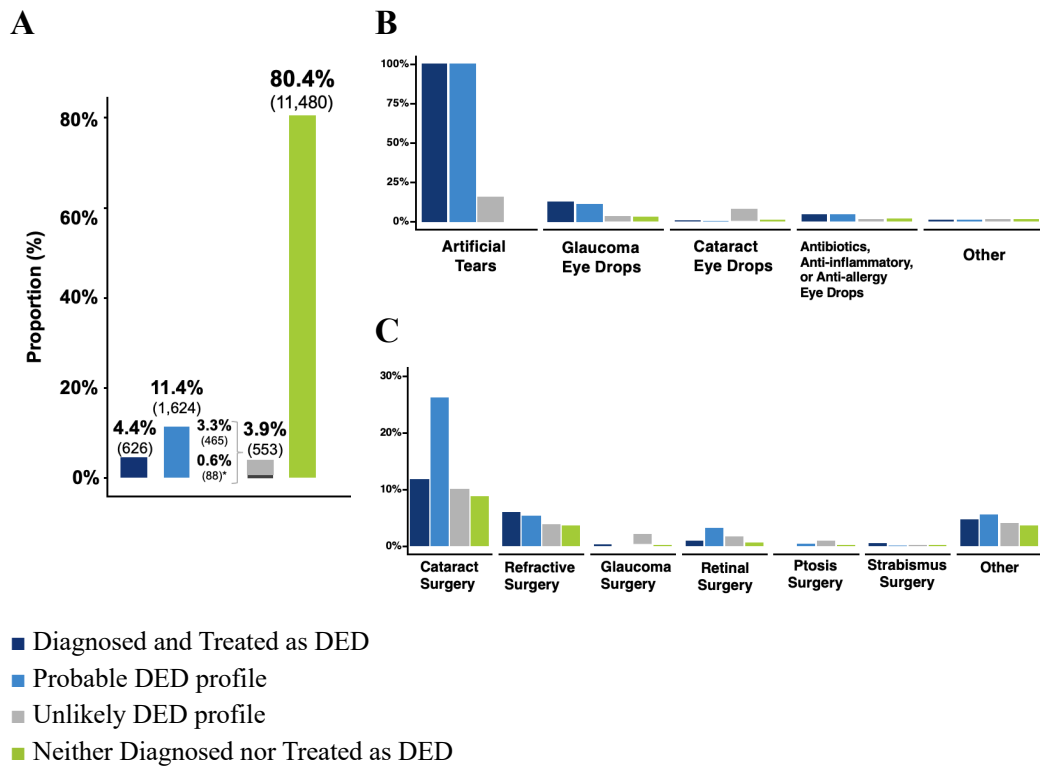 A
80.4%
(11,480)
80%
60%
40%
20%
0%
Proportion (%)
4.4%
(626)
11.4%
(1,624)
3.3%
(465)
0.6%
(88)*
3.9%
(553)
B
100%
75%
50%
25%
0%
Artificial
Tears
Glaucoma
Eye Drops
Cataract
Eye Drops
Antibiotics,
Anti-inflammatory,
or Anti-allergy
Eye Drops
Other
C
30%
20%
10%
0%
Cataract
Surgery
Refractive
Surgery
Glaucoma
Surgery
Retinal
Surgery
Ptosis
Surgery
Strabismus
Surgery
Other
Diagnosed and Treated as DED
Probable DED profile
Unlikely DED profile
Neither Diagnosed nor Treated as DED